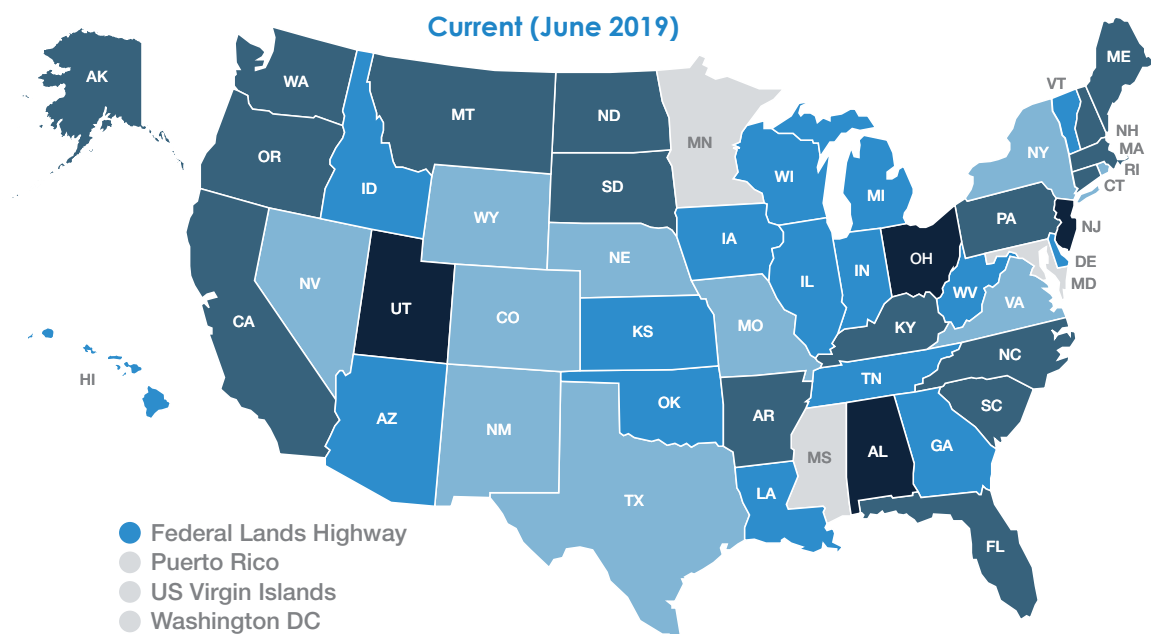 Current (June 2019)
AK
WA
MT
ND
MN
VT
ME
OR
ID
SD
WI
MI
NY
NH
MA
RI
CT
WY
IA
PA
NJ
NV
UT
NE
IL
IN
OH
DE
MD
CA
CO
KS
MO
WV
VA
KY
HI
AZ
NM
OK
AR
TN
NC
SC
MS
AL
GA
TX
LA
FL
Federal Lands Highway
Puerto Rico
US Virgin Islands
Washington DC